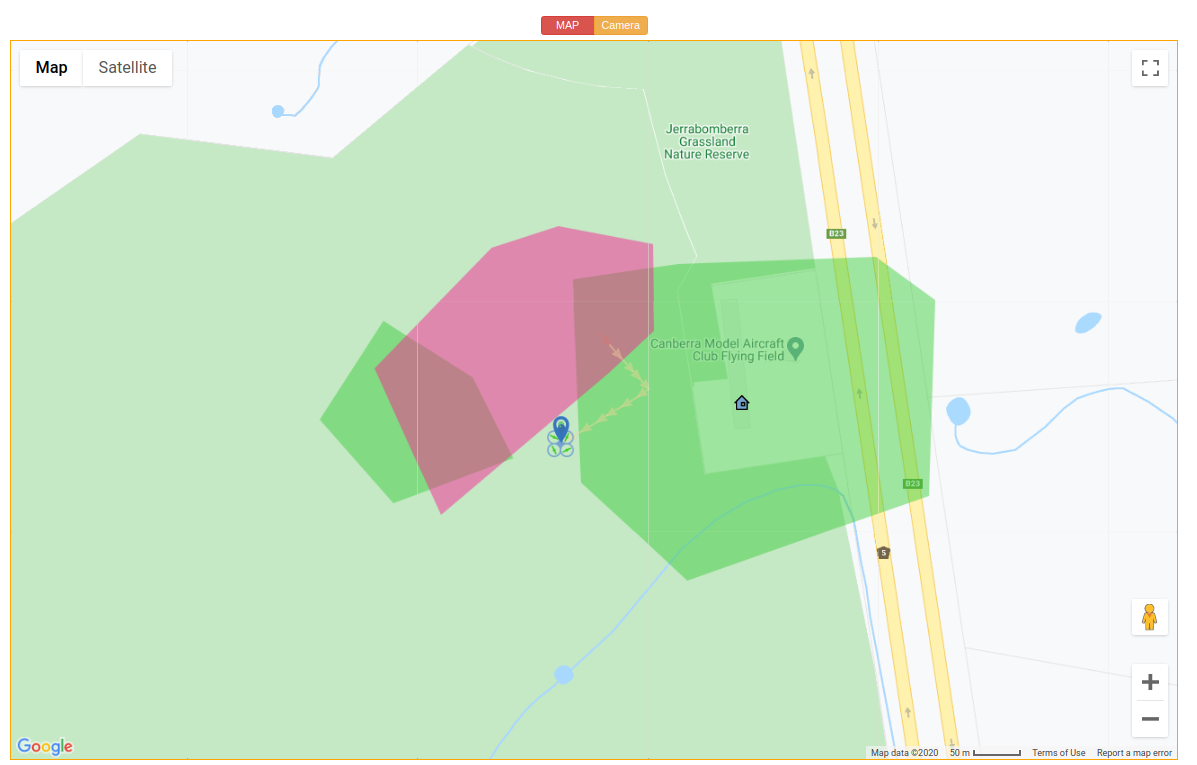 MAP Camera
Map Satellite
Jerrabomberra
Grassland
Nature Reserve
B23
Canberra Model Aircraft
Club Flying Field
B23
5
Google
Map data ©2020 50 m Terms of Use Report a map error